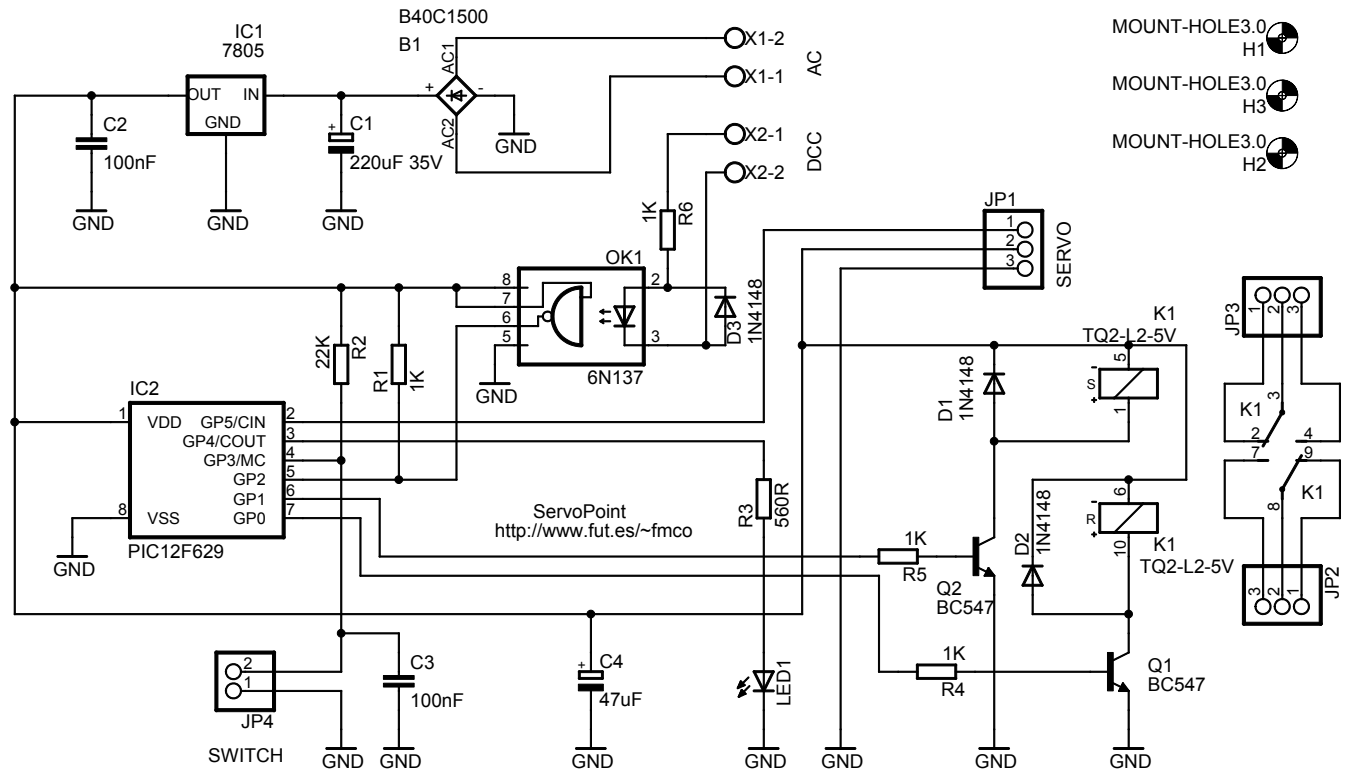 B40C1500
B1
AC1
AC2
+
-
IC1
7805
OUT
IN
GND
C2
100nF
GND
GND
+
C1
220uF 35V
GND
GND
X1-2
X1-1
AC
X2-1
X2-2
DCC
MOUNT-HOLE3.0
H1
MOUNT-HOLE3.0
H3
MOUNT-HOLE3.0
H2
1K
R6
JP1
1
2
3
SERVO
OK1
8
7
6
5
2
3
6N137
GND
D3
1N4148
22K
R2
R1
1K
IC2
1
VDD
8
VSS
GP5/CIN
2
GP4/COUT
3
GP3/MC
4
GP2
5
GP1
6
GP0
7
PIC12F629
GND
ServoPoint
http://www.fut.es/~fmco
R3
560R
K1
TQ2-L2-5V
5
-
S
+
1
D1
1N4148
6
-
R
+
10
K1
TQ2-L2-5V
D2
1N4148
1K
R5
Q2
BC547
1K
R4
Q1
BC547
JP3
1
2
3
K1
3
2
4
7
9
8
K1
JP2
3
2
1
2
1
JP4
SWITCH
C3
100nF
+
C4
47uF
LED1
GND
GND
GND
GND
GND
GND
GND